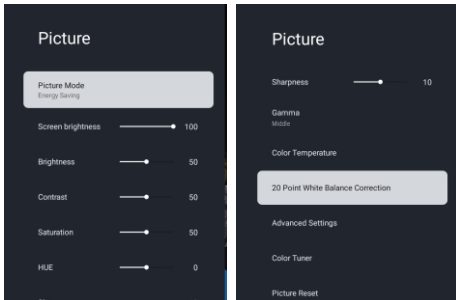 Picture
Picture Mode
Energy Saving
Screen brightness 100
Brightness 50
Contrast 50
Saturation 50
HUE 0
Picture
Sharpness 10
Gamma
Middle
Color Temperature
20 Point White Balance Correction
Advanced Settings
Color Tuner
Picture Reset